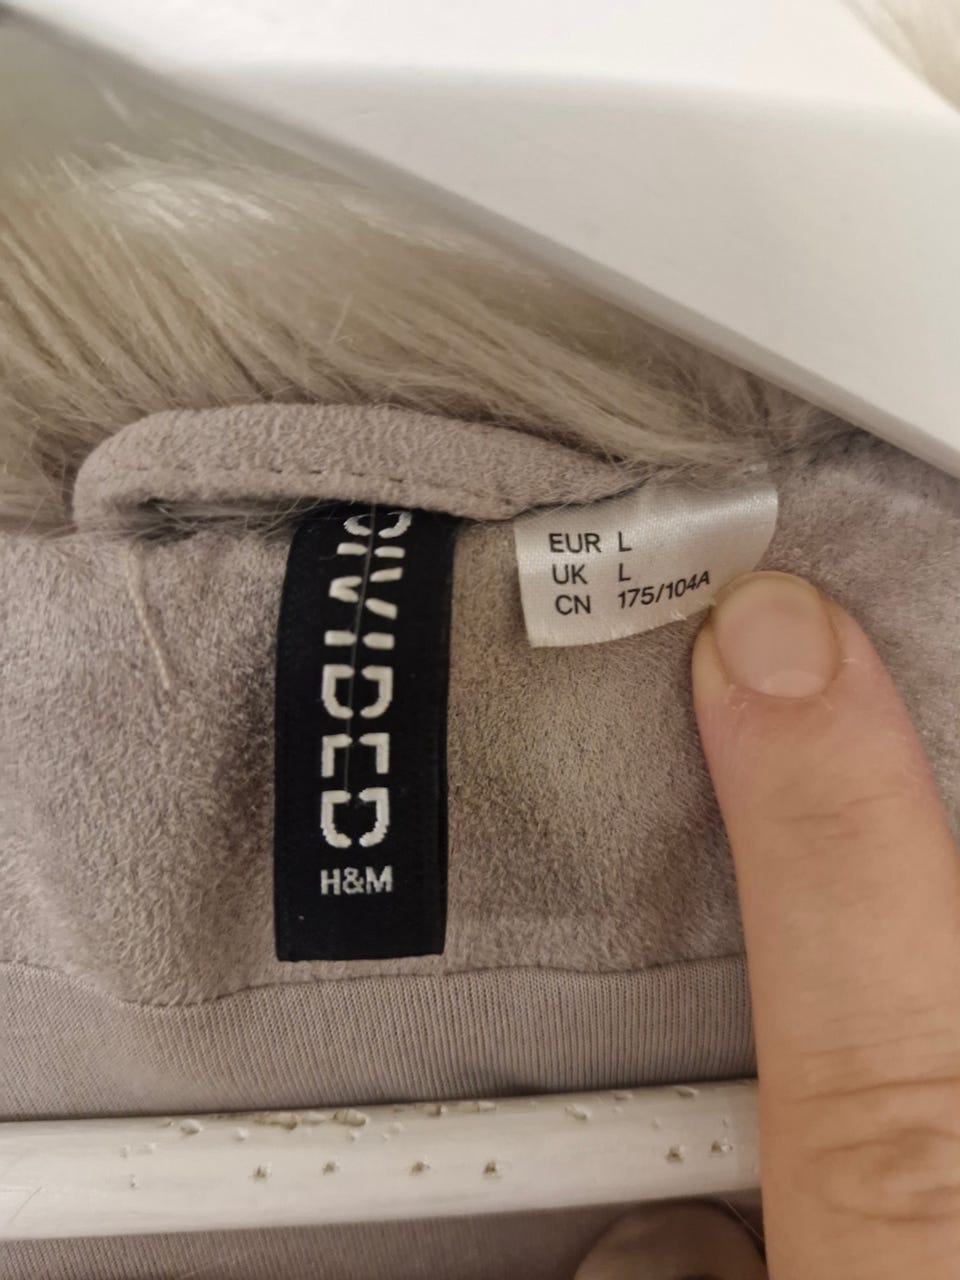 DIVIDED
H&M
EUR L
UK L
CN 175/104A